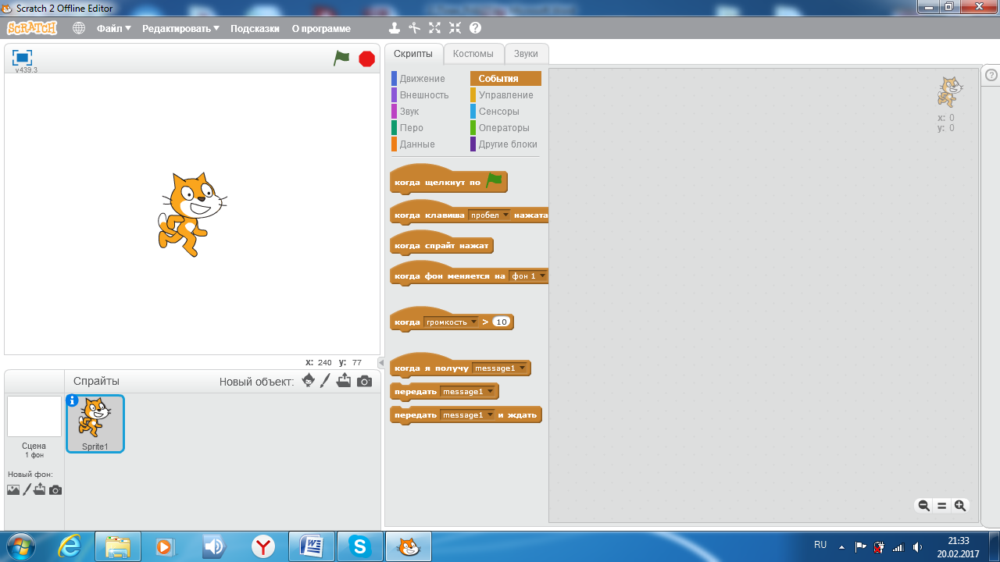 Scratch 2 Offline Editor
SCRATCH Файл Редактировать Подсказки О программе
v439.3
Скрипты Костюмы Звуки
Движение События
Внешность Управление
Звук Сенсоры
Перо Операторы
Данные Другие блоки
x: 0
y: 0
когда щелкнут по
когда клавиша пробел нажата
когда спрайт нажат
когда фон меняется на фон 1
когда громкость > 10
когда я получу message1
передать message1
передать message1 и ждать
x: 240 y: 77
Спрайты Новый объект:
Sprite1
Сцена
1 фон
Новый фон:
RU 21:33
20.02.2017